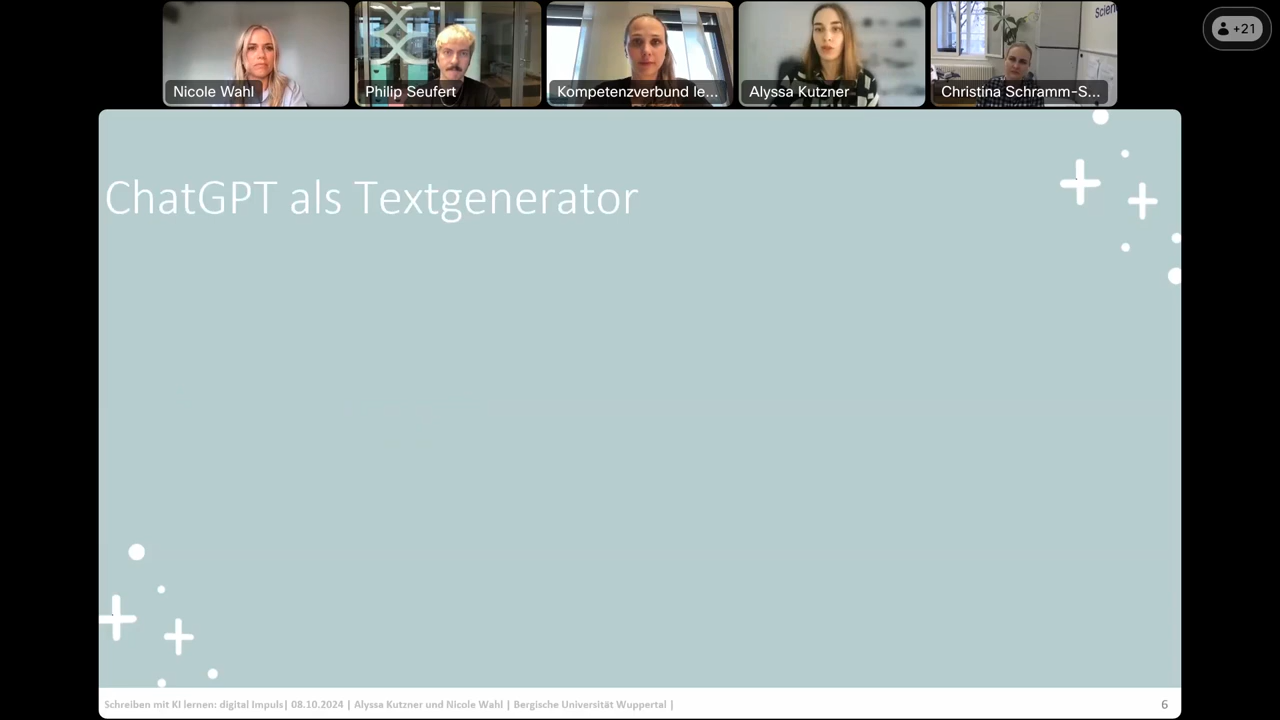 +21
Nicole Wahl
Philip Seufert
Kompetenzverbund le...
Alyssa Kutzner
Christina Schramm-S...
ChatGPT als Textgenerator
Schreiben mit KI lernen: digital Impuls| 08.10.2024 | Alyssa Kutzner und Nicole Wahl | Bergische Universität Wuppertal |
6